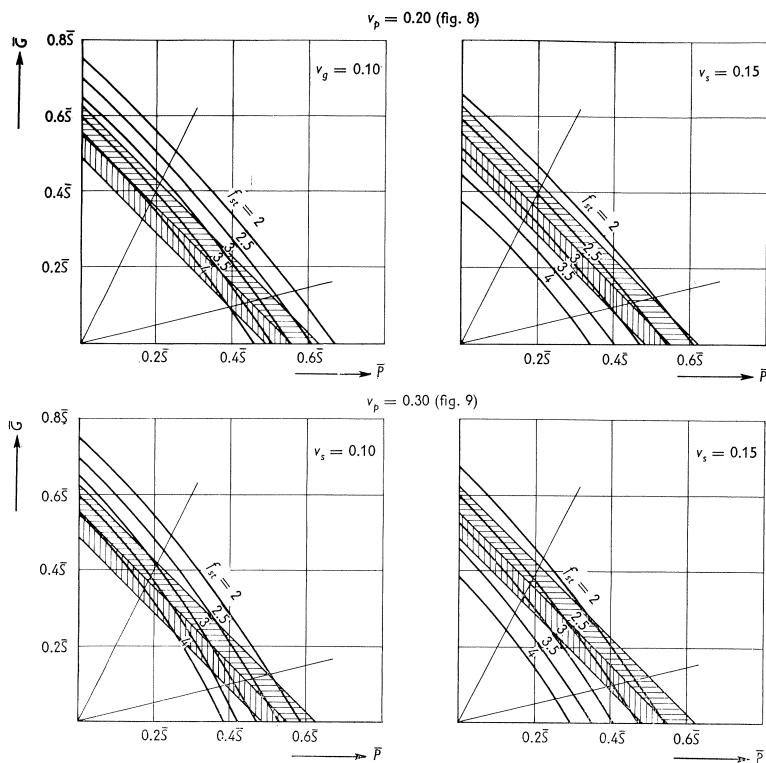 v_p = 0.20 (fig. 8)
G̅
0.8S̅
0.6S̅
0.4S̅
0.2S̅
v_g = 0.10
f_st = 2
2.5
3
3.5
4
0.2S̅
0.4S̅
0.6S̅
P̅
v_s = 0.15
f_st = 2
2.5
3
3.5
4
0.2S̅
0.4S̅
0.6S̅
P̅
v_p = 0.30 (fig. 9)
G̅
0.8S̅
0.6S̅
0.4S̅
0.2S̅
v_s = 0.10
f_st = 2
2.5
3
4
0.2S̅
0.4S̅
0.6S̅
P̅
v_s = 0.15
f_st = 2
2.5
3
3.5
4
0.2S̅
0.4S̅
0.6S̅
P̅